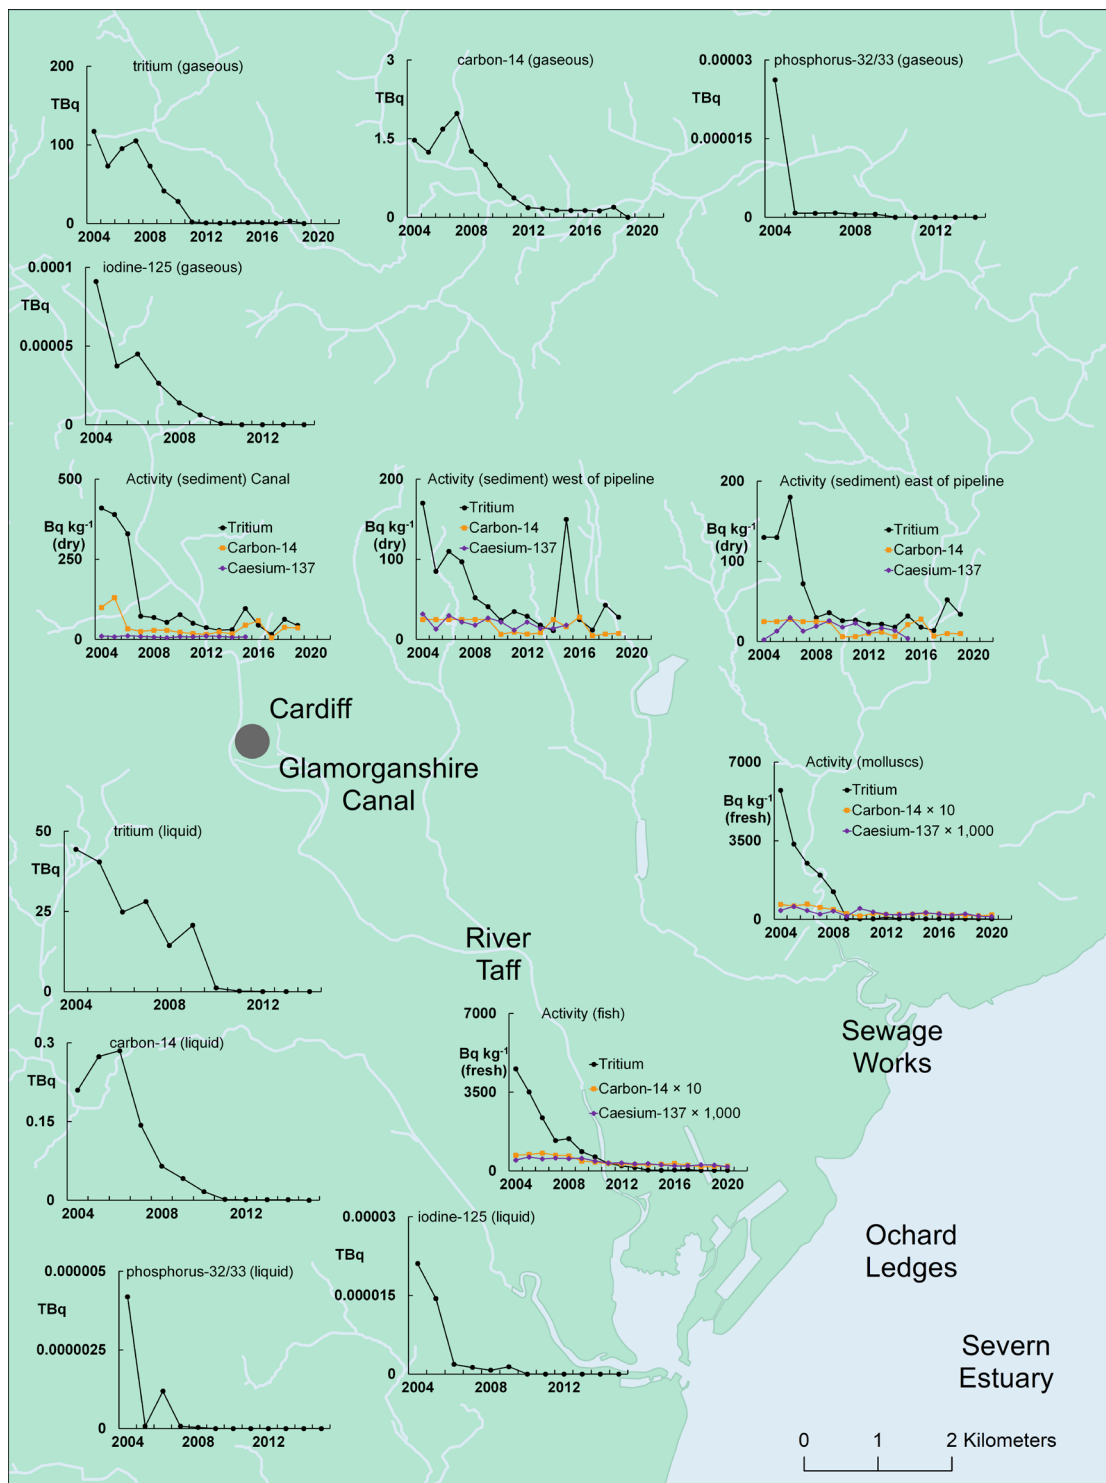 tritium (gaseous)
200
TBq
100
0
2004 2008 2012 2016 2020
carbon-14 (gaseous)
3
TBq
1.5
0
2004 2008 2012 2016 2020
phosphorus-32/33 (gaseous)
0.00003
TBq
0.000015
0
2004 2008 2012
iodine-125 (gaseous)
0.0001
TBq
0.00005
0
2004 2008 2012
Activity (sediment) Canal
500
Bq kg-1
(dry)
250
0
Tritium
Carbon-14
Caesium-137
2004 2008 2012 2016 2020
Activity (sediment) west of pipeline
200
Bq kg-1
(dry)
100
0
Tritium
Carbon-14
Caesium-137
2004 2008 2012 2016 2020
Activity (sediment) east of pipeline
200
Bq kg-1
(dry)
100
0
Tritium
Carbon-14
Caesium-137
2004 2008 2012 2016 2020
Cardiff
Glamorganshire
Canal
Activity (molluscs)
7000
Bq kg-1
(fresh)
3500
0
Tritium
Carbon-14 × 10
Caesium-137 × 1,000
2004 2008 2012 2016 2020
tritium (liquid)
50
TBq
25
0
2004 2008 2012
River
Taff
Sewage
Works
Activity (fish)
7000
Bq kg-1
(fresh)
3500
0
Tritium
Carbon-14 × 10
Caesium-137 × 1,000
2004 2008 2012 2016 2020
carbon-14 (liquid)
0.3
TBq
0.15
0
2004 2008 2012
iodine-125 (liquid)
0.00003
TBq
0.000015
0
2004 2008 2012
phosphorus-32/33 (liquid)
0.000005
TBq
0.0000025
0
2004 2008 2012
Ochard
Ledges
Severn
Estuary
0 1 2 Kilometers